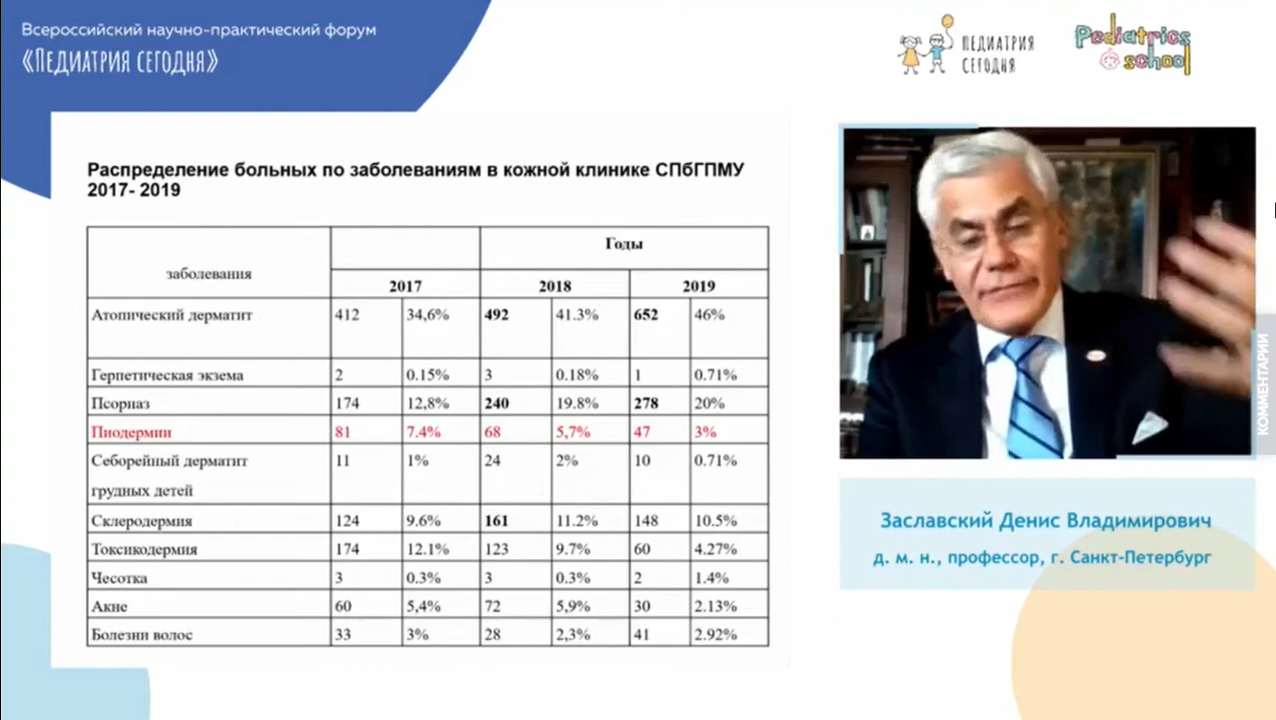 Всероссийский научно-практический форум
«Педиатрия сегодня»
ПЕДИАТРИЯ
СЕГОДНЯ
Pediatrics
school
Распределение больных по заболеваниям в кожной клинике СПбГПМУ
2017- 2019
заболевания
Годы
2017 2018 2019
Атопический дерматит 412 34,6% 492 41.3% 652 46%
Герпетическая экзема 2 0.15% 3 0.18% 1 0.71%
Псориаз 174 12,8% 240 19.8% 278 20%
Пиодермии 81 7.4% 68 5,7% 47 3%
Себорейный дерматит 11 1% 24 2% 10 0.71%
грудных детей
Склеродермия 124 9.6% 161 11.2% 148 10.5%
Токсикодермия 174 12.1% 123 9.7% 60 4.27%
Чесотка 3 0.3% 3 0.3% 2 1.4%
Акне 60 5,4% 72 5,9% 30 2.13%
Болезни волос 33 3% 28 2,3% 41 2.92%
КОММЕНТАРИИ
Заславский Денис Владимирович
д. м. н., профессор, г. Санкт-Петербург